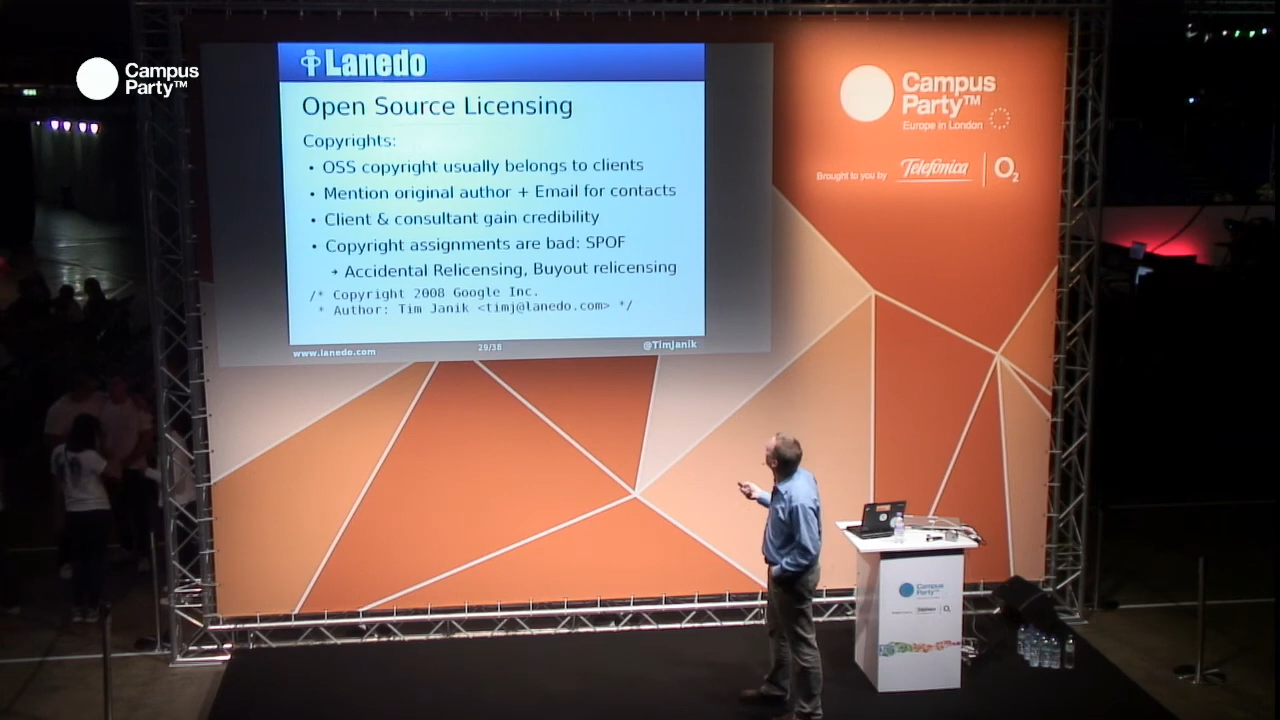 Campus
Party™
Lanedo
Open Source Licensing
Copyrights:
• OSS copyright usually belongs to clients
• Mention original author + Email for contacts
• Client & consultant gain credibility
• Copyright assignments are bad: SPOF
➔ Accidental Relicensing, Buyout relicensing
/* Copyright 2008 Google Inc.
* Author: Tim Janik <timj@lanedo.com> */
www.lanedo.com
29/38
@TimJanik
Campus
Party™
Europe in London
Brought to you by
Telefónica
O2
Campus
Party™